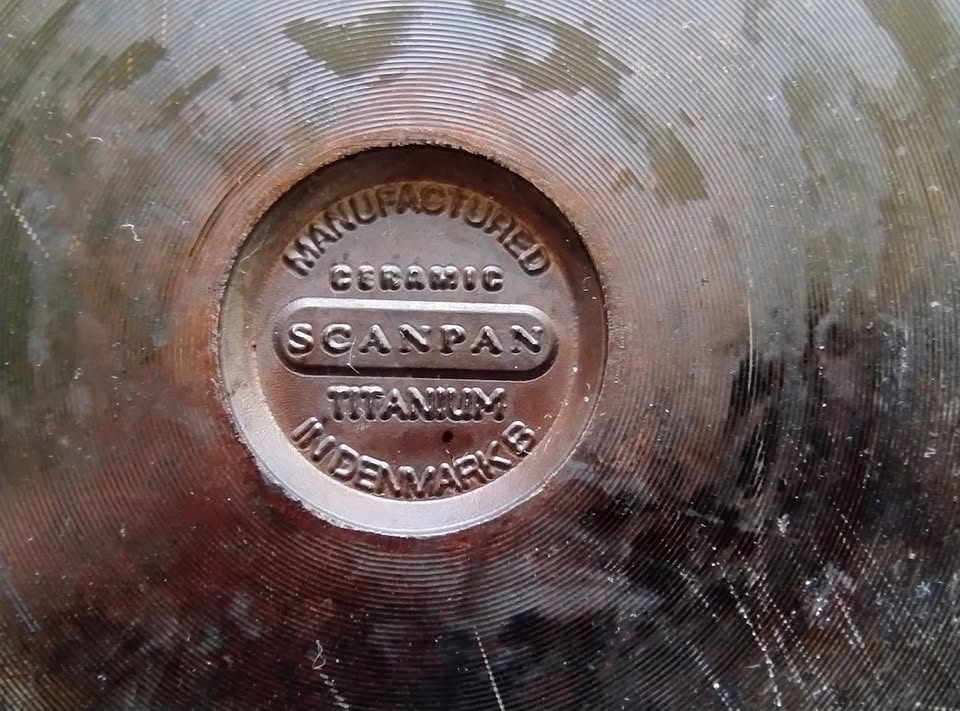 MANUFACTURED
CERAMIC
SCANPAN
TITANIUM
IN DENMARK B